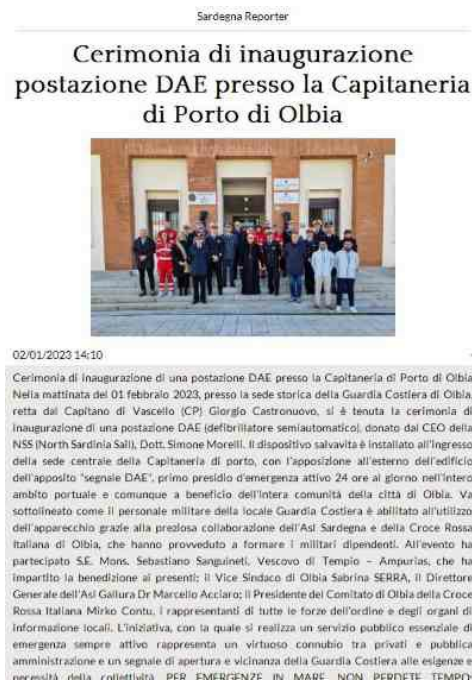 Sardegna Reporter
Cerimonia di inaugurazione
postazione DAE presso la Capitaneria
di Porto di Olbia
02/01/2023 14:10
Cerimonia di inaugurazione di una postazione DAE presso la Capitaneria di Porto di Olbia
Nella mattinata del 01 febbraio 2023, presso la sede storica della Guardia Costiera di Olbia,
retta dal Capitano di Vascello (CP) Giorgio Castronuovo, si è tenuta la cerimonia di
inaugurazione di una postazione DAE (defibrillatore semiautomatico), donato dal CEO della
NSS (North Sardinia Sail), Dott. Simone Morelli. Il dispositivo salvavita è installato all'ingresso
della sede centrale della Capitaneria di porto, con l'apposizione all'esterno dell'edificio
dell'apposito "segnale DAE", primo presidio d'emergenza attivo 24 ore al giorno nell'intero
ambito portuale e comunque a beneficio dell'intera comunità della città di Olbia. Va
sottolineato come il personale militare della locale Guardia Costiera è abilitato all'utilizzo
dell'apparecchio grazie alla preziosa collaborazione dell'Asl Sardegna e della Croce Rossa
Italiana di Olbia, che hanno provveduto a formare i militari dipendenti. All'evento ha
partecipato S.E. Mons. Sebastiano Sanguineti, Vescovo di Tempio – Ampurias, che ha
impartito la benedizione ai presenti; il Vice Sindaco di Olbia Sabrina SERRA, il Direttore
Generale dell'Asl Gallura Dr Marcello Acciaro; il Presidente del Comitato di Olbia della Croce
Rossa Italiana Mirko Contu, i rappresentanti di tutte le forze dell'ordine e degli organi di
informazione locali. L'iniziativa, con la quale si realizza un servizio pubblico essenziale di
emergenza sempre attivo rappresenta un virtuoso connubio tra privati e pubblica
amministrazione e un segnale di apertura e vicinanza della Guardia Costiera alle esigenze e
necessità della collettività. PER EMERGENZE IN MARE, NON PERDETE TEMPO,